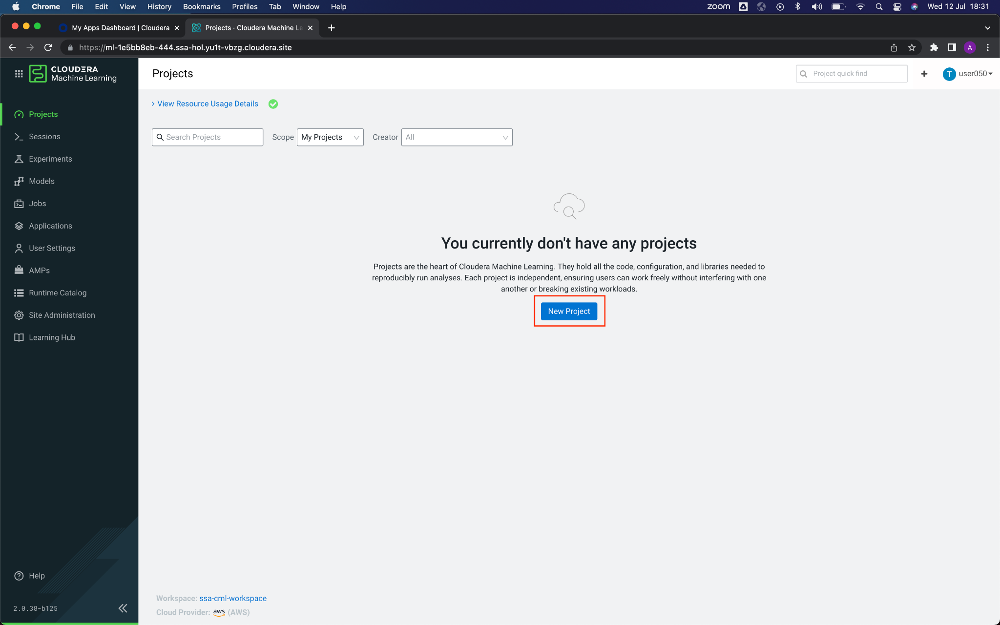 Chrome File Edit View History Bookmarks Profiles Tab Window Help zoom Wed 12 Jul 18:31
My Apps Dashboard | Cloudera Projects · Cloudera Machine Le
https://ml-1e5bb8eb-444.ssa-hol.yu1t-vbzg.cloudera.site A
CLOUDERA
Machine Learning
Projects
Project quick find
T user050
View Resource Usage Details
Search Projects Scope My Projects Creator All
Projects
Sessions
Experiments
Models
Jobs
Applications
User Settings
AMPs
Runtime Catalog
Site Administration
Learning Hub
You currently don't have any projects
Projects are the heart of Cloudera Machine Learning. They hold all the code, configuration, and libraries needed to
reproducibly run analyses. Each project is independent, ensuring users can work freely without interfering with one
another or breaking existing workloads.
New Project
Help
2.0.38-b125
Workspace: ssa-cml-workspace
Cloud Provider: aws (AWS)